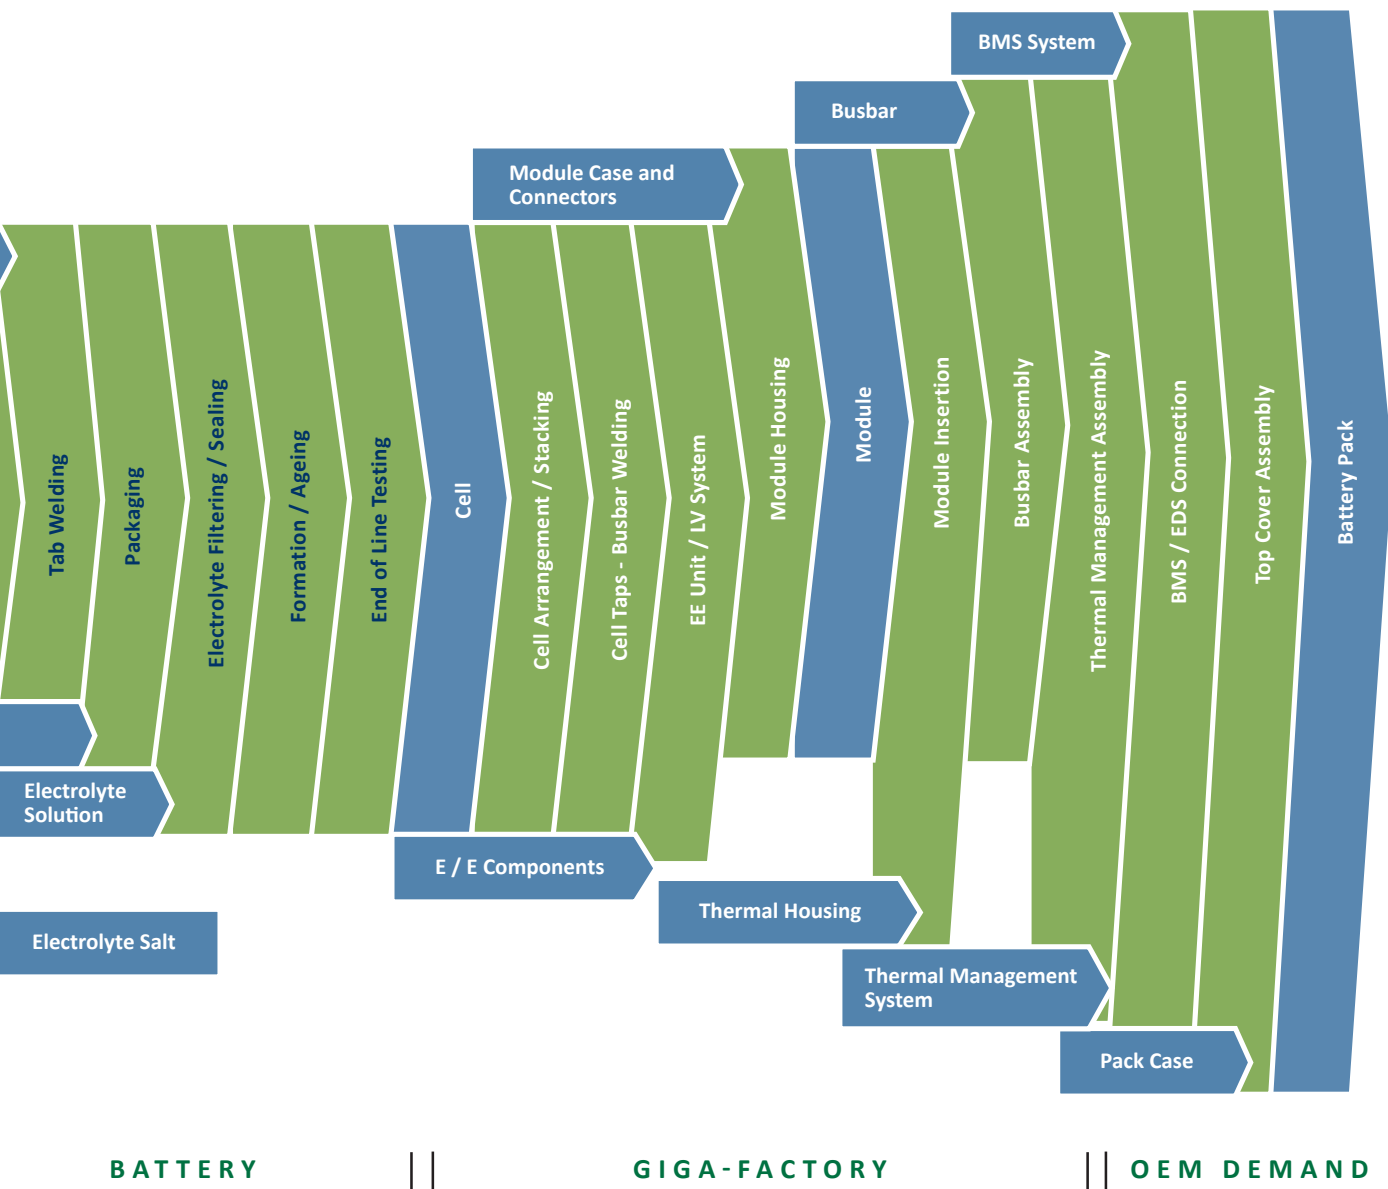 BMS System
Busbar
Module Case and
Connectors
Tab Welding
Packaging
Electrolyte Filtering / Sealing
Formation / Ageing
End of Line Testing
Cell
Cell Arrangement / Stacking
Cell Taps - Busbar Welding
EE Unit / LV System
Module Housing
Module
Module Insertion
Busbar Assembly
Thermal Management Assembly
BMS / EDS Connection
Top Cover Assembly
Battery Pack
Electrolyte
Solution
E / E Components
Thermal Housing
Electrolyte Salt
Thermal Management
System
Pack Case
BATTERY
GIGA-FACTORY
OEM DEMAND